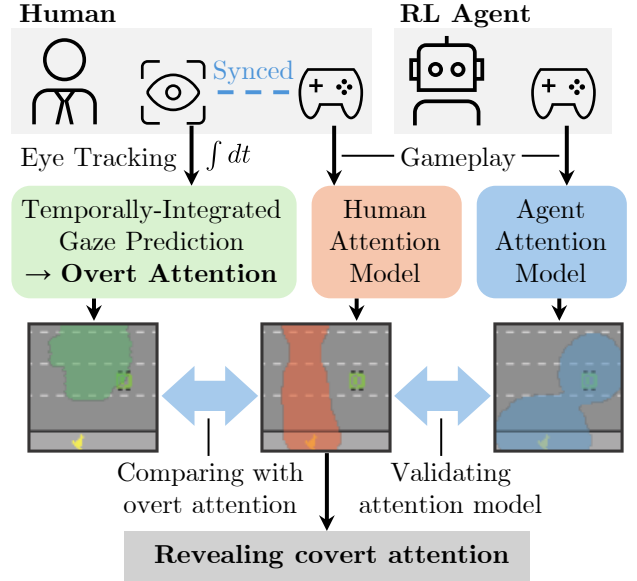 Human
RL Agent
Synced
Eye Tracking
∫ dt
Gameplay
Temporally-Integrated
Gaze Prediction
→ Overt Attention
Human
Attention
Model
Agent
Attention
Model
Comparing with
overt attention
Validating
attention model
Revealing covert attention